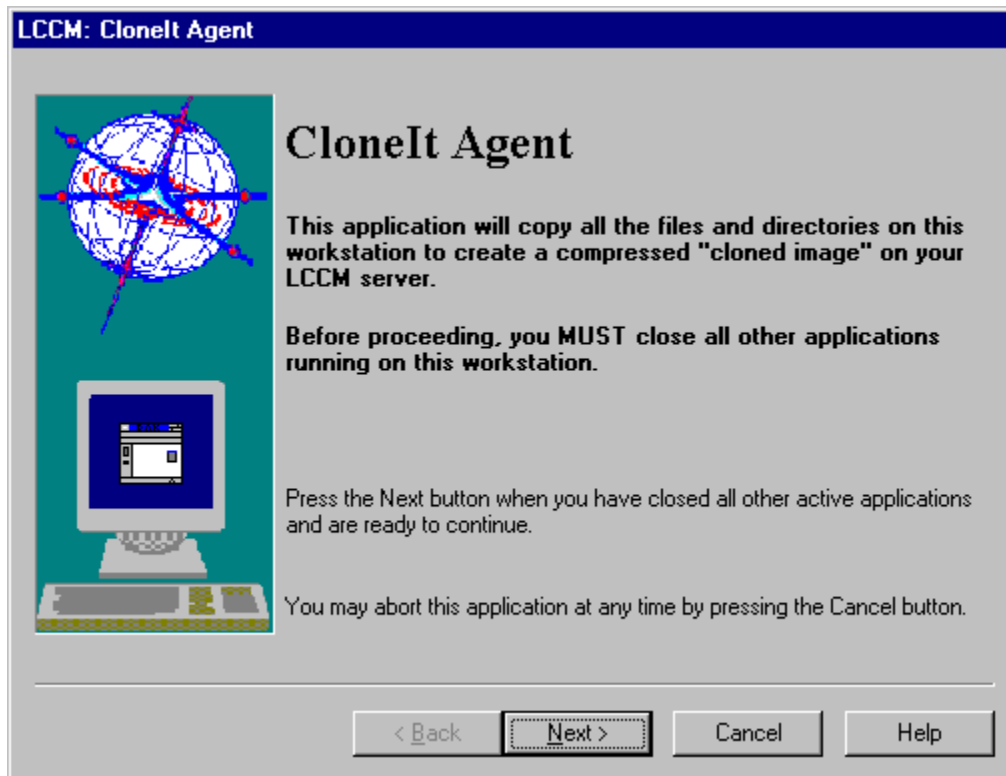 LCCM: CloneIt Agent
CloneIt Agent
This application will copy all the files and directories on this
workstation to create a compressed "cloned image" on your
LCCM server.
Before proceeding, you MUST close all other applications
running on this workstation.
Press the Next button when you have closed all other active applications
and are ready to continue.
You may abort this application at any time by pressing the Cancel button.
< Back
Next >
Cancel
Help